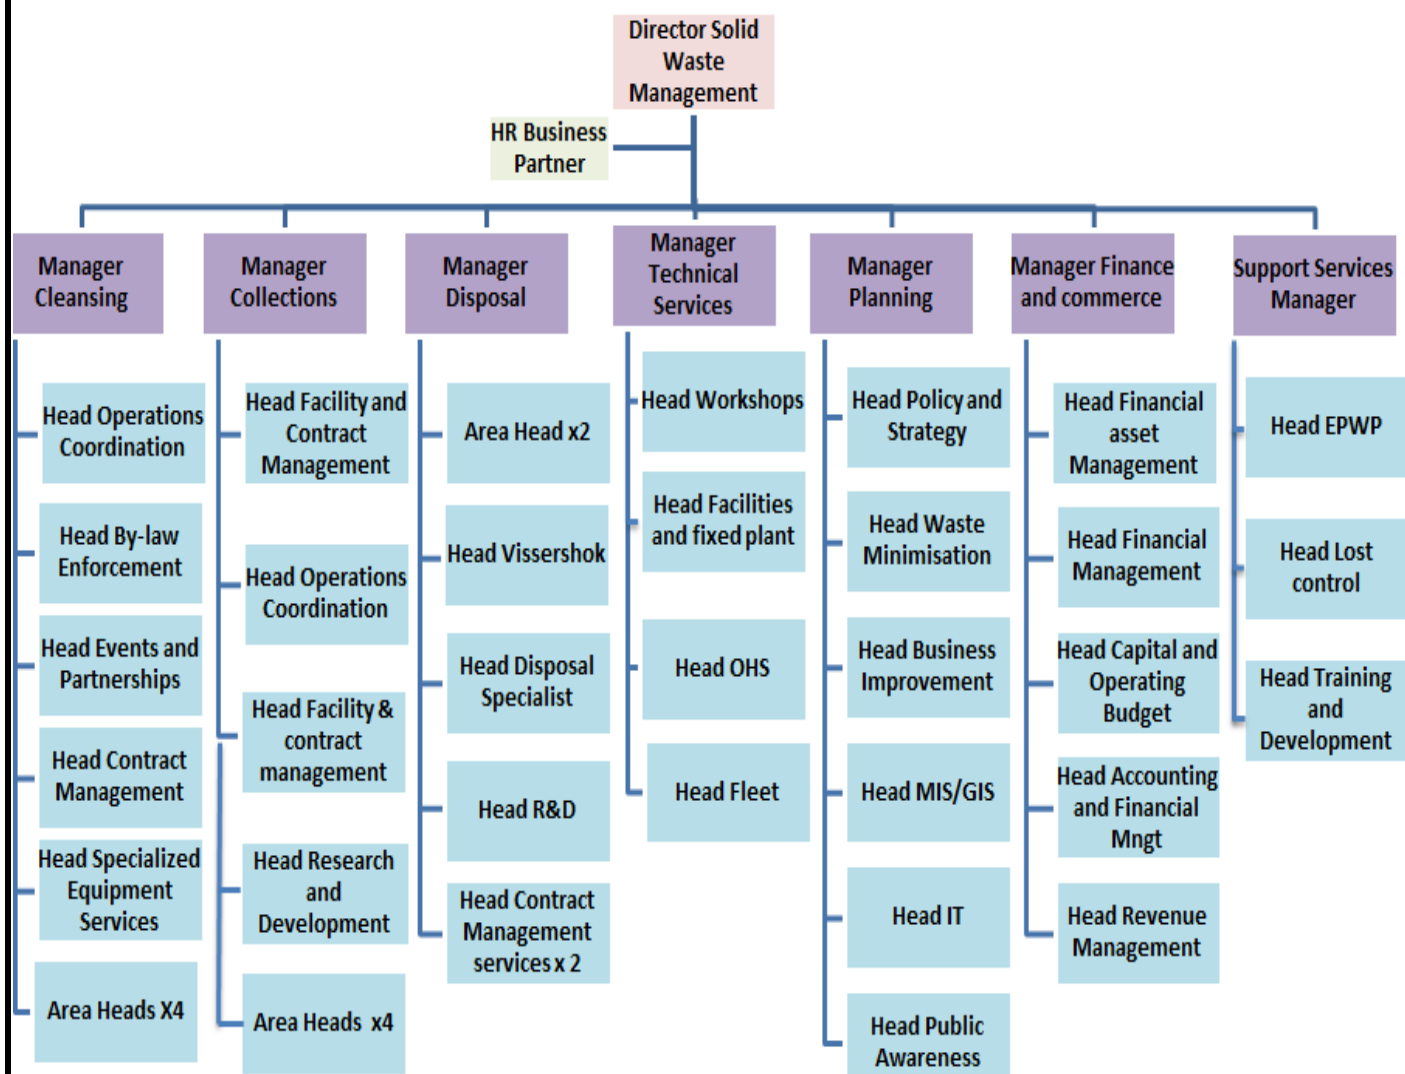 Director Solid
Waste
Management
HR Business
Partner
Manager
Cleansing
Manager
Collections
Manager
Disposal
Manager
Technical
Services
Manager
Planning
Manager Finance
and commerce
Support Services
Manager
Head Operations
Coordination
Head By-law
Enforcement
Head Events and
Partnerships
Head Contract
Management
Head Specialized
Equipment
Services
Area Heads X4
Head Facility and
Contract
Management
Head Operations
Coordination
Head Facility &
contract
management
Head Research
and
Development
Area Heads x4
Area Head x2
Head Vissershok
Head Disposal
Specialist
Head R&D
Head Contract
Management
services x 2
Head Workshops
Head Facilities
and fixed plant
Head OHS
Head Fleet
Head Policy and
Strategy
Head Waste
Minimisation
Head Business
Improvement
Head MIS/GIS
Head IT
Head Public
Awareness
Head Financial
asset
Management
Head Financial
Management
Head Capital and
Operating
Budget
Head Accounting
and Financial
Mngt
Head Revenue
Management
Head EPWP
Head Lost
control
Head Training
and
Development